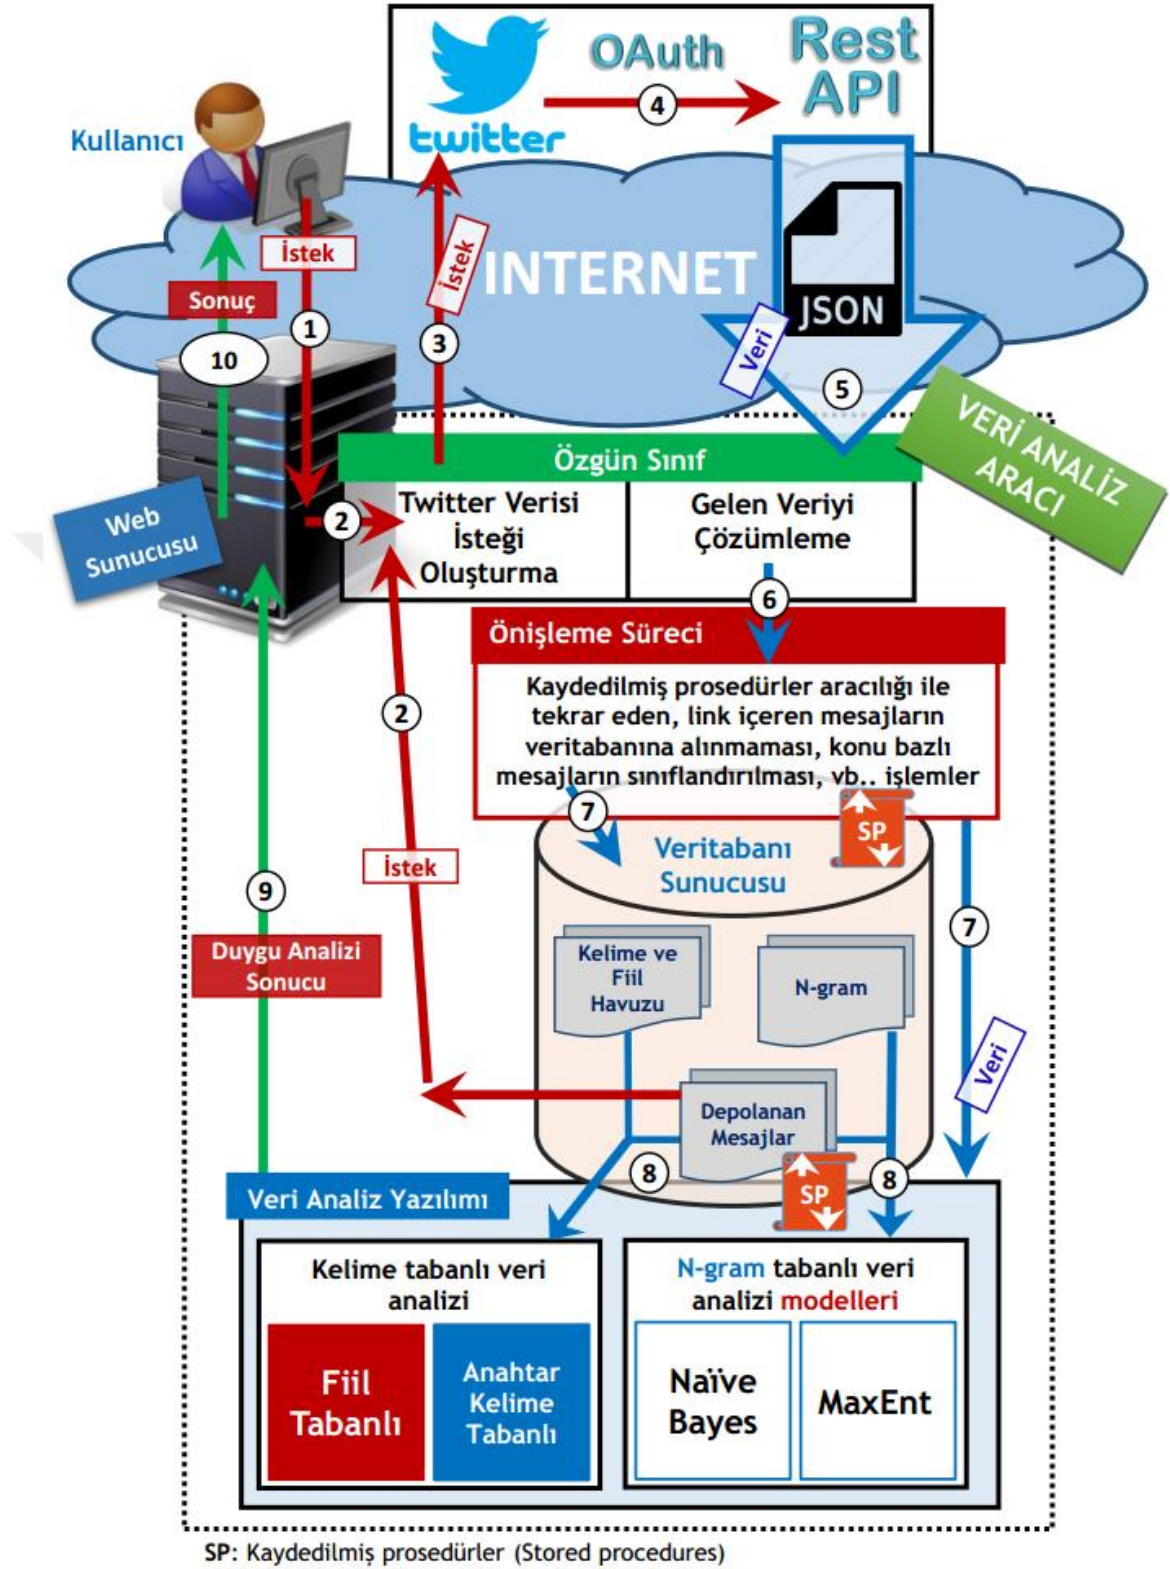 OAuth
Rest
API
4
twitter
Kullanıcı
İstek
İstek
INTERNET
JSON
Sonuç
1
3
10
Veri
5
VERİ ANALİZ
ARACI
Özgün Sınıf
Web
Sunucusu
2
Twitter Verisi
İsteği
Oluşturma
Gelen Veriyi
Çözümleme
6
Önişleme Süreci
Kaydedilmiş prosedürler aracılığı ile
tekrar eden, link içeren mesajların
veritabanına alınmaması, konu bazlı
mesajların sınıflandırılması, vb.. işlemler
2
7
SP
Veritabanı
Sunucusu
İstek
9
7
Duygu Analizi
Sonucu
Kelime ve
Fiil
Havuzu
N-gram
Veri
Depolanan
Mesajlar
8
8
SP
Veri Analiz Yazılımı
Kelime tabanlı veri
analizi
Fiil
Tabanlı
Anahtar
Kelime
Tabanlı
N-gram tabanlı veri
analizi modelleri
Naïve
Bayes
MaxEnt
SP: Kaydedilmiş prosedürler (Stored procedures)